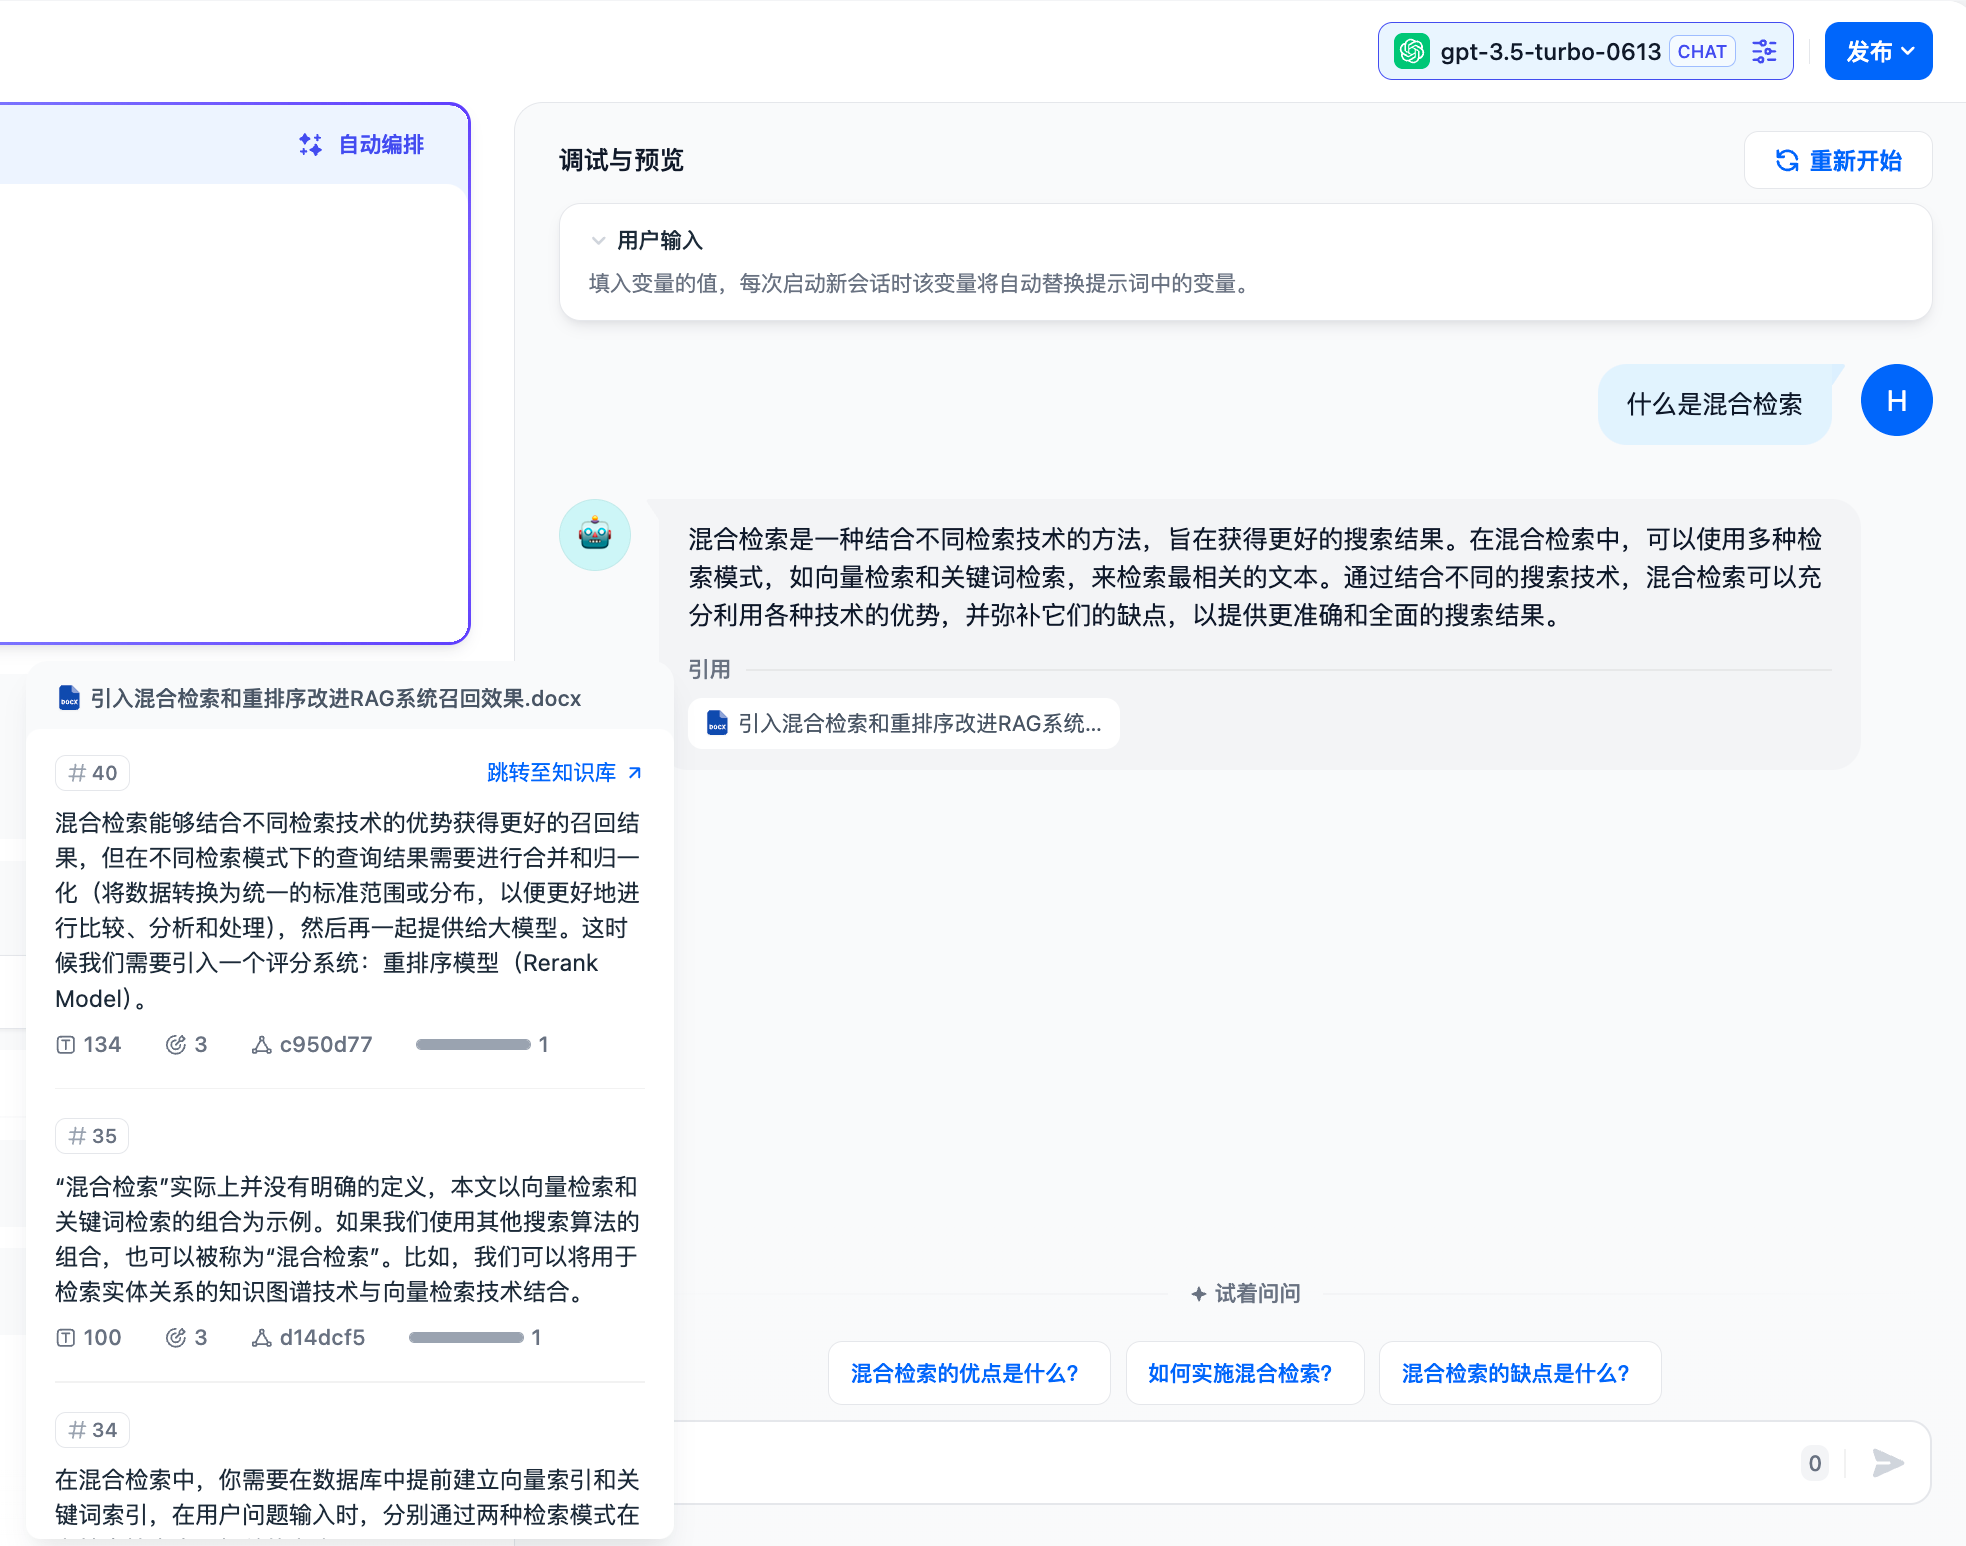 gpt-3.5-turbo-0613 CHAT
发布
自动编排
调试与预览
重新开始
用户输入
填入变量的值，每次启动新会话时该变量将自动替换提示词中的变量。
什么是混合检索
H
混合检索是一种结合不同检索技术的方法，旨在获得更好的搜索结果。在混合检索中，可以使用多种检
索模式，如向量检索和关键词检索，来检索最相关的文本。通过结合不同的搜索技术，混合检索可以充
分利用各种技术的优势，并弥补它们的缺点，以提供更准确和全面的搜索结果。
引用
DOCX 引入混合检索和重排序改进RAG系统...
DOCX 引入混合检索和重排序改进RAG系统召回效果.docx
# 40
跳转至知识库
混合检索能够结合不同检索技术的优势获得更好的召回结
果，但在不同检索模式下的查询结果需要进行合并和归一
化（将数据转换为统一的标准范围或分布，以便更好地进
行比较、分析和处理），然后再一起提供给大模型。这时
候我们需要引入一个评分系统：重排序模型（Rerank
Model）。
134 3 c950d77 1
# 35
“混合检索”实际上并没有明确的定义，本文以向量检索和
关键词检索的组合为示例。如果我们使用其他搜索算法的
组合，也可以被称为“混合检索”。比如，我们可以将用于
检索实体关系的知识图谱技术与向量检索技术结合。
100 3 d14dcf5 1
# 34
在混合检索中，你需要在数据库中提前建立向量索引和关
键词索引，在用户问题输入时，分别通过两种检索模式在
试着问问
混合检索的优点是什么?
如何实施混合检索?
混合检索的缺点是什么?
0